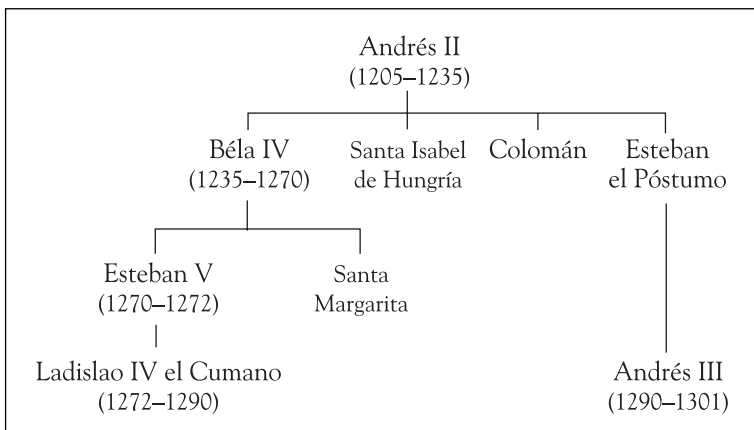 Andrés II
(1205–1235)
Béla IV
(1235–1270)
Santa Isabel
de Hungría
Colomán
Esteban
el Póstumo
Esteban V
(1270–1272)
Santa
Margarita
Ladislao IV el Cumano
(1272–1290)
Andrés III
(1290–1301)